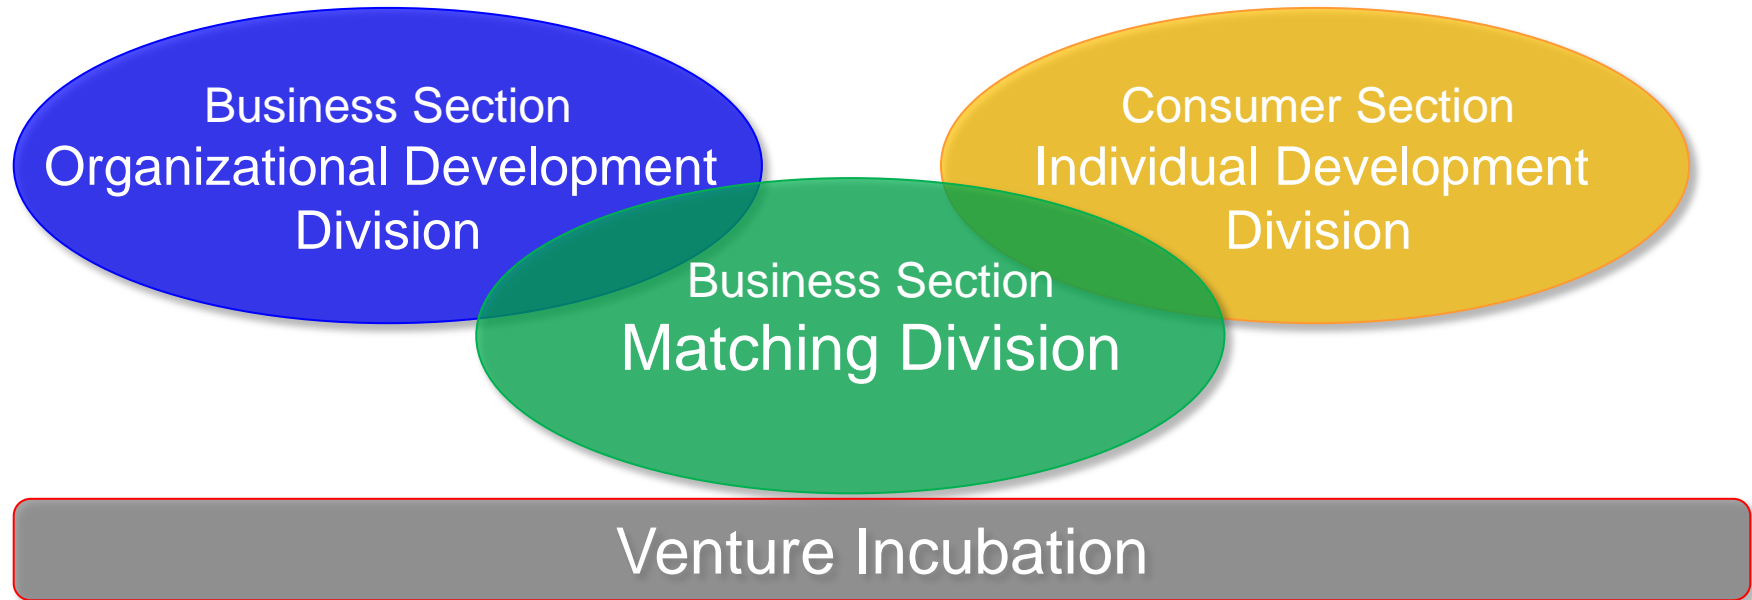 Business Section
Organizational Development
Division
Consumer Section
Individual Development
Division
Business Section
Matching Division
Venture Incubation